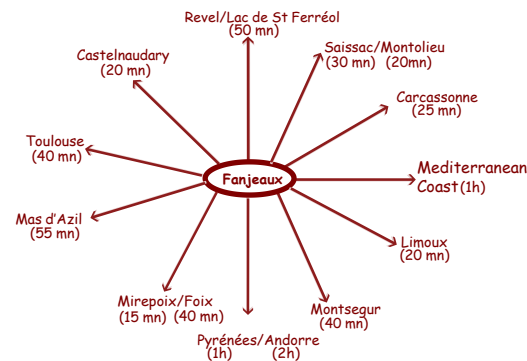 Revel/Lac de St Ferréol
(50 mn)
Saissac/Montolieu
(30 mn) (20mn)
Castelnaudary
(20 mn)
Carcassonne
(25 mn)
Toulouse
(40 mn)
Mediterranean
Coast (1h)
Fanjeaux
Mas d'Azil
(55 mn)
Limoux
(20 mn)
Mirepoix/Foix
(15 mn) (40 mn)
Montsegur
(40 mn)
Pyrénées/Andorre
(1h) (2h)